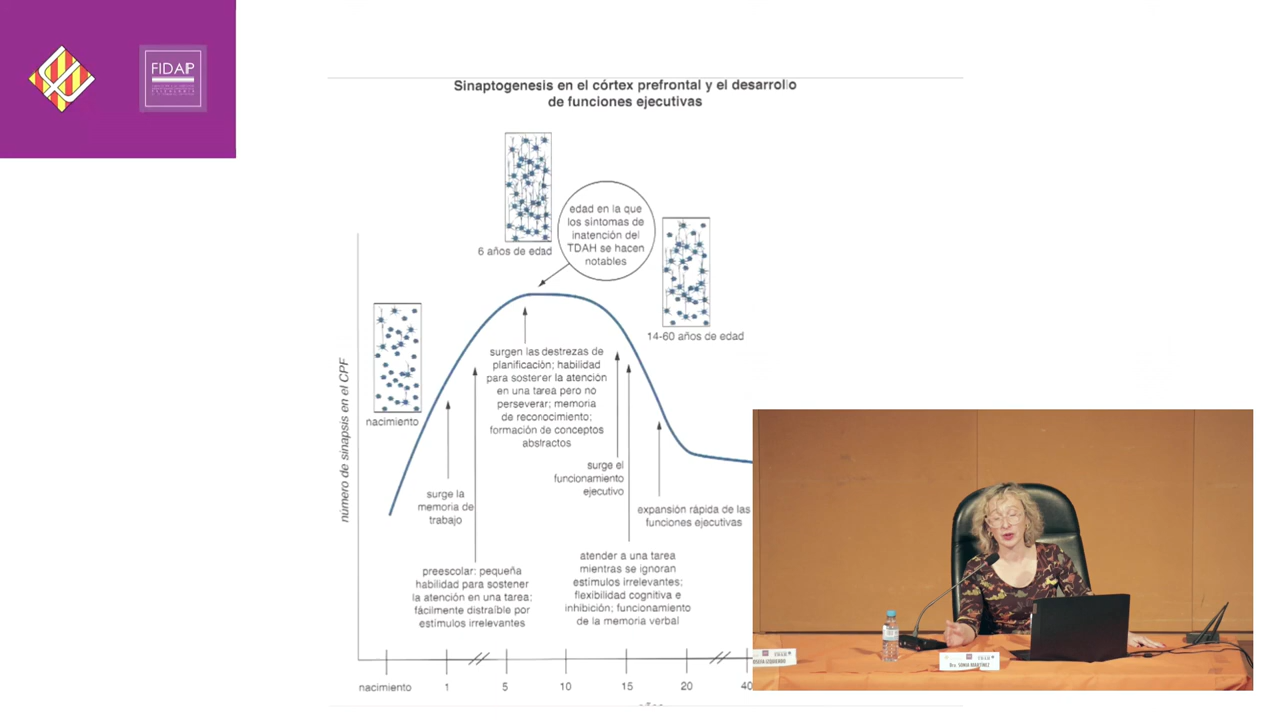 FIDAP
Sinaptogenesis en el córtex prefrontal y el desarrollo
de funciones ejecutivas
6 años de edad
edad en la que
los síntomas de
inatención del
TDAH se hacen
notables
14-60 años de edad
nacimiento
número de sinapsis en el CPF
surgen las destrezas de
planificación; habilidad
para sostener la atención
en una tarea pero no
perseverar; memoria
de reconocimiento;
formación de conceptos
abstractos
surge la
memoria de
trabajo
surge el
funcionamiento
ejecutivo
expansión rápida de las
funciones ejecutivas
preescolar: pequeña
habilidad para sostener
la atención en una tarea;
fácilmente distraíble por
estímulos irrelevantes
atender a una tarea
mientras se ignoran
estímulos irrelevantes;
flexibilidad cognitiva e
inhibición; funcionamiento
de la memoria verbal
nacimiento 1 5 10 15 20 40
Dra. SONIA MARTÍNEZ